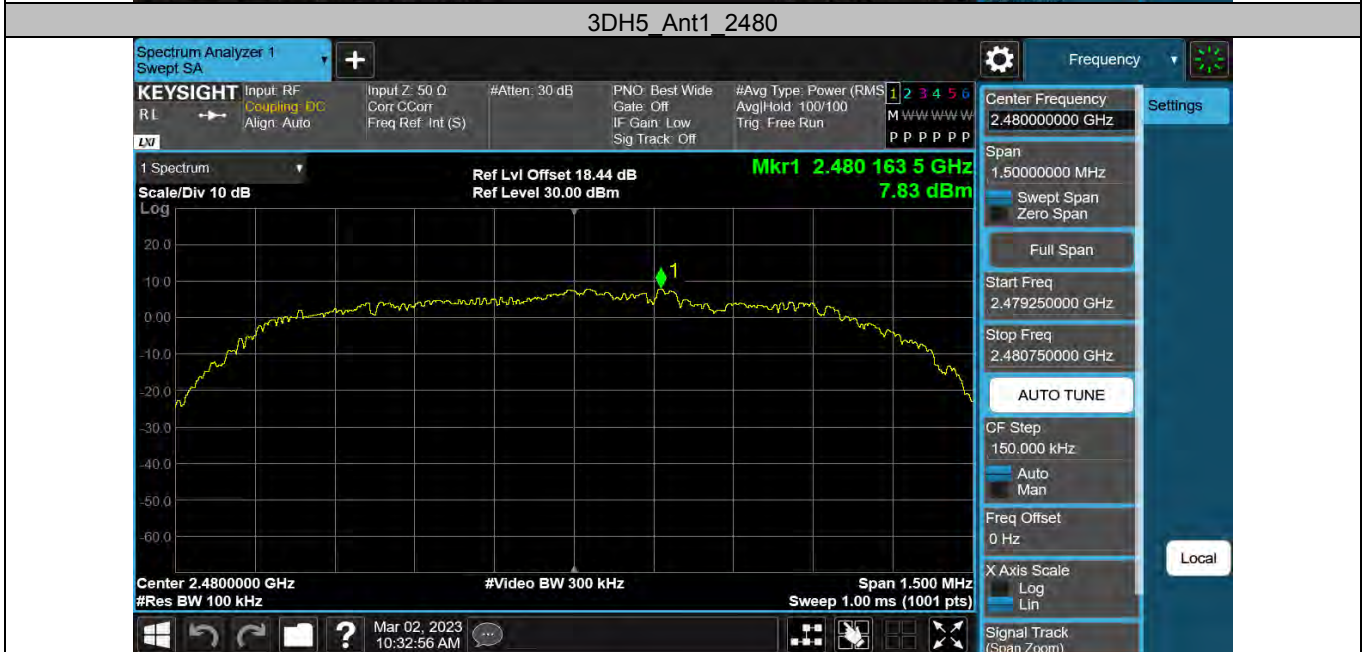 3DH5_Ant1_2480
Spectrum Analyzer 1
Swept SA
Frequency
KEYSIGHT
RL
LXI
Input: RF
Coupling: DC
Align: Auto
Input Z: 50 Ω
Corr CCorr
Freq Ref: Int (S)
#Atten: 30 dB
PNO: Best Wide
Gate: Off
IF Gain: Low
Sig Track: Off
#Avg Type: Power (RMS
Avg|Hold: 100/100
Trig: Free Run
1 2 3 4 5 6
M W W W W W
P P P P P P
1 Spectrum
Scale/Div 10 dB
Ref Lvl Offset 18.44 dB
Ref Level 30.00 dBm
Mkr1 2.480 163 5 GHz
7.83 dBm
Log
20.0
10.0
0.00
-10.0
-20.0
-30.0
-40.0
-50.0
-60.0
1
Center 2.4800000 GHz
#Video BW 300 kHz
Span 1.500 MHz
#Res BW 100 kHz
Sweep 1.00 ms (1001 pts)
Mar 02, 2023
10:32:56 AM
Center Frequency
2.480000000 GHz
Settings
Span
1.50000000 MHz
Swept Span
Zero Span
Full Span
Start Freq
2.479250000 GHz
Stop Freq
2.480750000 GHz
AUTO TUNE
CF Step
150.000 kHz
Auto
Man
Freq Offset
0 Hz
Local
X Axis Scale
Log
Lin
Signal Track
(Span Zoom)